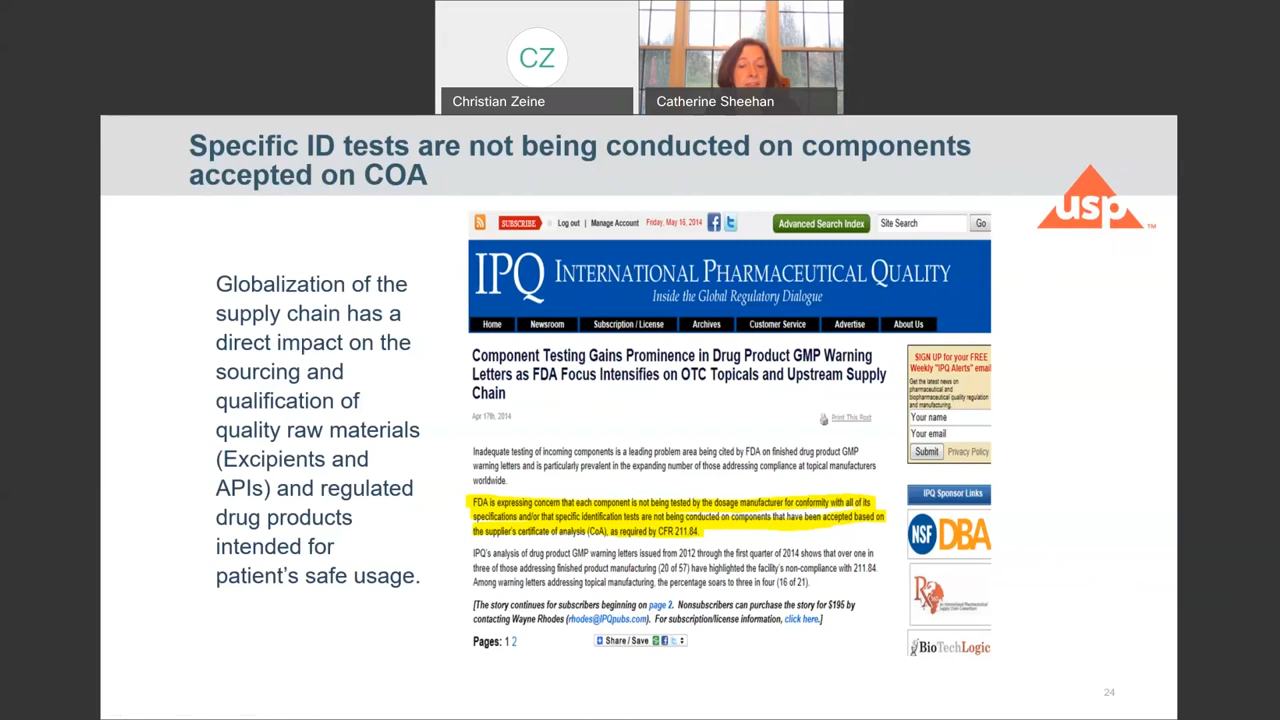 CZ
Christian Zeine
Catherine Sheehan
Specific ID tests are not being conducted on components
accepted on COA
usp
TM
Globalization of the
supply chain has a
direct impact on the
sourcing and
qualification of
quality raw materials
(Excipients and
APIs) and regulated
drug products
intended for
patient's safe usage.
SUBSCRIBE Log out | Manage Account Friday, May 16, 2014 Advanced Search Index Site Search Go
IPQ INTERNATIONAL PHARMACEUTICAL QUALITY
Inside the Global Regulatory Dialogue
Home Newsroom Subscription / License Archives Customer Service Advertise About Us
Component Testing Gains Prominence in Drug Product GMP Warning
Letters as FDA Focus Intensifies on OTC Topicals and Upstream Supply
Chain
Apr 17th, 2014
Print This Post
Inadequate testing of incoming components is a leading problem area being cited by FDA on finished drug product GMP
warning letters and is particularly prevalent in the expanding number of those addressing compliance at topical manufacturers
worldwide.
FDA is expressing concern that each component is not being tested by the dosage manufacturer for conformity with all of its
specifications and/or that specific identification tests are not being conducted on components that have been accepted based on
the supplier's certificate of analysis (CoA), as required by CFR 211.84.
IPQ's analysis of drug product GMP warning letters issued from 2012 through the first quarter of 2014 shows that over one in
three of those addressing finished product manufacturing (20 of 57) have highlighted the facility's non-compliance with 211.84.
Among warning letters addressing topical manufacturing, the percentage soars to three in four (16 of 21).
[The story continues for subscribers beginning on page 2. Nonsubscribers can purchase the story for $195 by
contacting Wayne Rhodes (rhodes@IPQpubs.com). For subscription/license information, click here.]
Pages: 1 2
Share / Save
SIGN UP for your FREE
Weekly "IPQ Alerts" email
Get the latest news on
pharmaceutical and
biopharmaceutical quality regulation
and manufacturing.
Your name
Your email
Submit Privacy Policy
IPQ Sponsor Links
NSF DBA
Rx
BioTechLogic
24